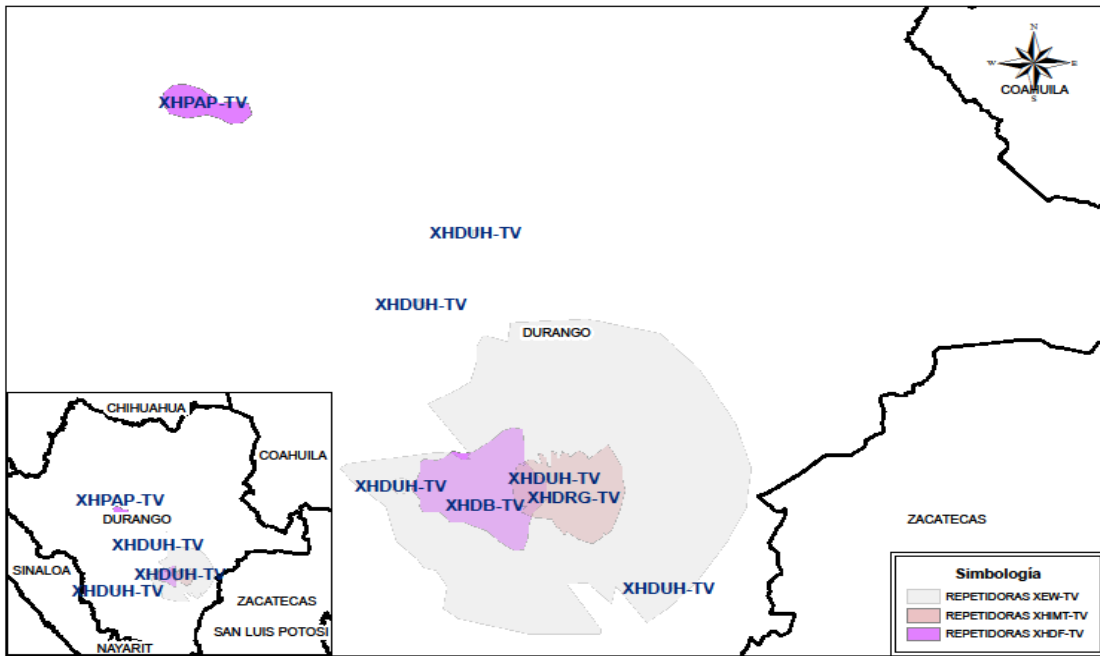 N
W E
S
COAHUILA
XHPAP-TV
XHDUH-TV
XHDUH-TV
DURANGO
XHDUH-TV
XHDUH-TV
XHDB-TV
XHDRG-TV
XHDUH-TV
ZACATECAS
CHIHUAHUA
COAHUILA
XHPAP-TV
DURANGO
XHDUH-TV
SINALOA
XHDUH-TV
XHDUH-TV
ZACATECAS
SAN LUIS POTOSI
NAYARIT
Simbología
REPETIDORAS XEW-TV
REPETIDORAS XHIMT-TV
REPETIDORAS XHDF-TV